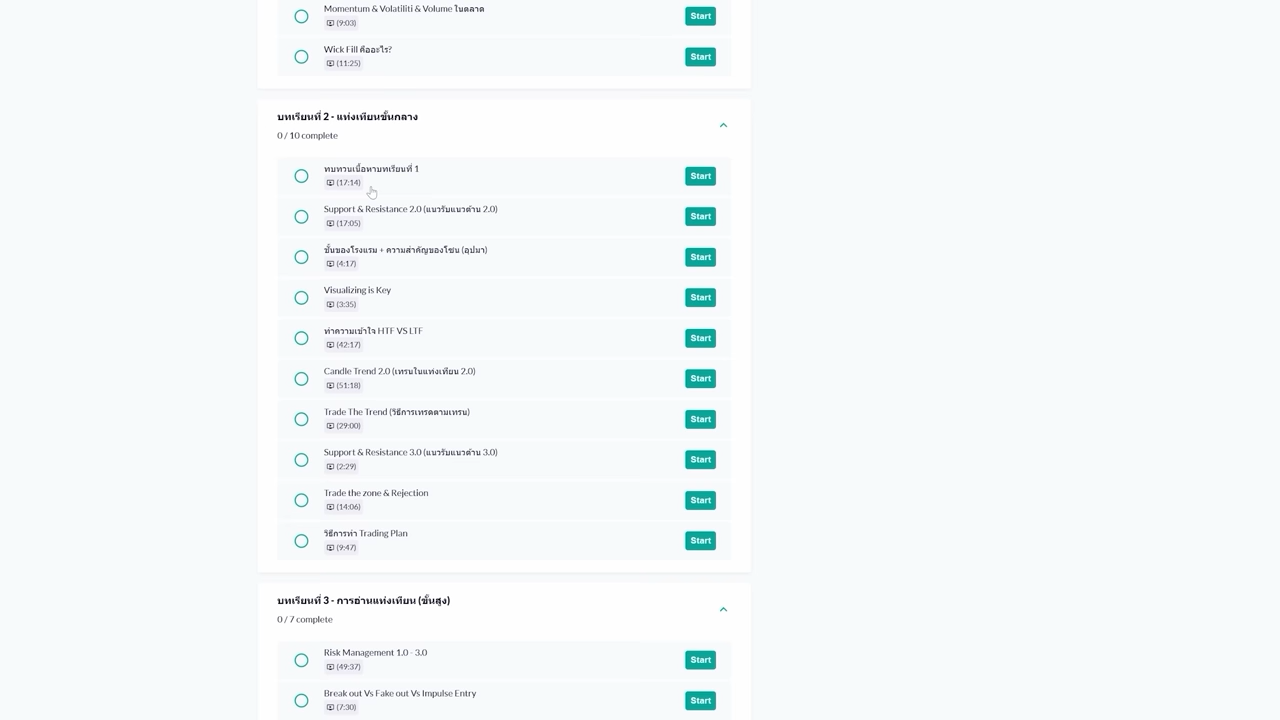 Momentum & Volatiliti & Volume ในตลาด
Start
(9:03)
Wick Fill คืออะไร?
Start
(11:25)
บทเรียนที่ 2 - แท่งเทียนขั้นกลาง
0 / 10 complete
ทบทวนเนื้อหาบทเรียนที่ 1
Start
(17:14)
Support & Resistance 2.0 (แนวรับแนวต้าน 2.0)
Start
(17:05)
ชั้นของโรงแรม + ความสำคัญของโซน (อุปมา)
Start
(4:17)
Visualizing is Key
Start
(3:35)
ทำความเข้าใจ HTF VS LTF
Start
(42:17)
Candle Trend 2.0 (เทรนในแท่งเทียน 2.0)
Start
(51:18)
Trade The Trend (วิธีการเทรดตามเทรน)
Start
(29:00)
Support & Resistance 3.0 (แนวรับแนวต้าน 3.0)
Start
(2:29)
Trade the zone & Rejection
Start
(14:06)
วิธีการทำ Trading Plan
Start
(9:47)
บทเรียนที่ 3 - การอ่านแท่งเทียน (ขั้นสูง)
0 / 7 complete
Risk Management 1.0 - 3.0
Start
(49:37)
Break out Vs Fake out Vs Impulse Entry
Start
(7:30)